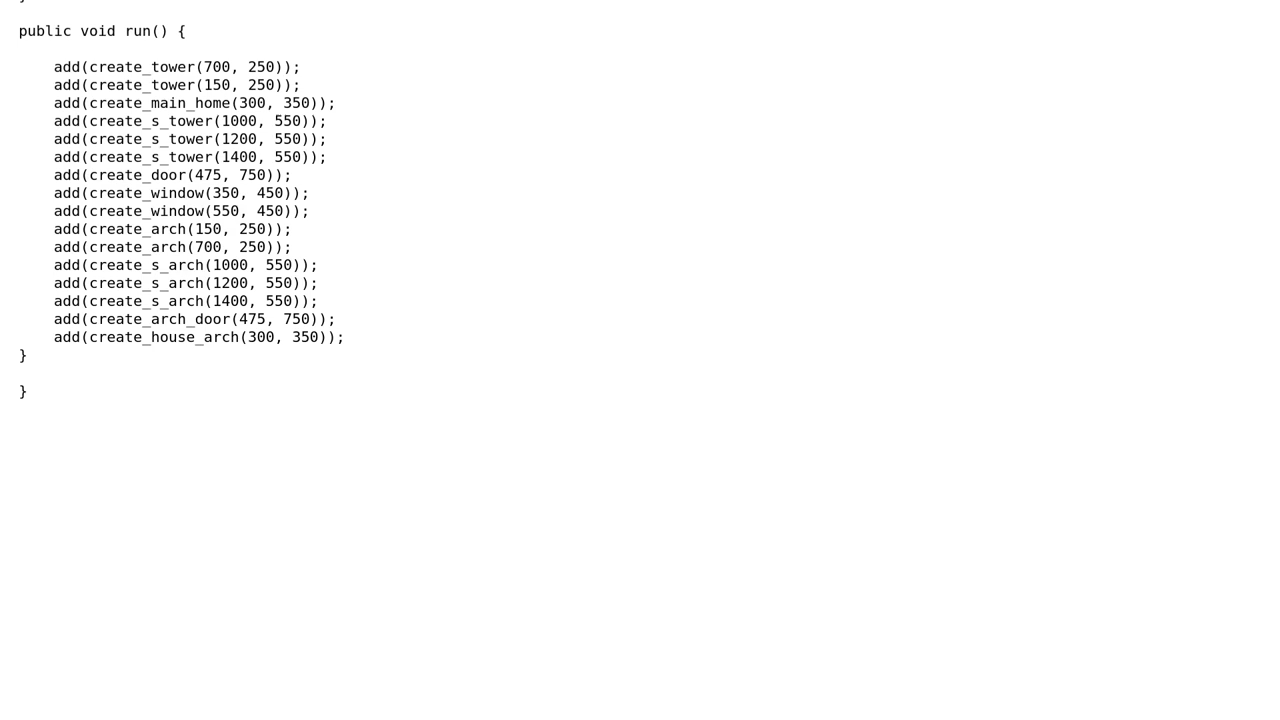 }
public void run() {
    add(create_tower(700, 250));
    add(create_tower(150, 250));
    add(create_main_home(300, 350));
    add(create_s_tower(1000, 550));
    add(create_s_tower(1200, 550));
    add(create_s_tower(1400, 550));
    add(create_door(475, 750));
    add(create_window(350, 450));
    add(create_window(550, 450));
    add(create_arch(150, 250));
    add(create_arch(700, 250));
    add(create_s_arch(1000, 550));
    add(create_s_arch(1200, 550));
    add(create_s_arch(1400, 550));
    add(create_arch_door(475, 750));
    add(create_house_arch(300, 350));
}
}